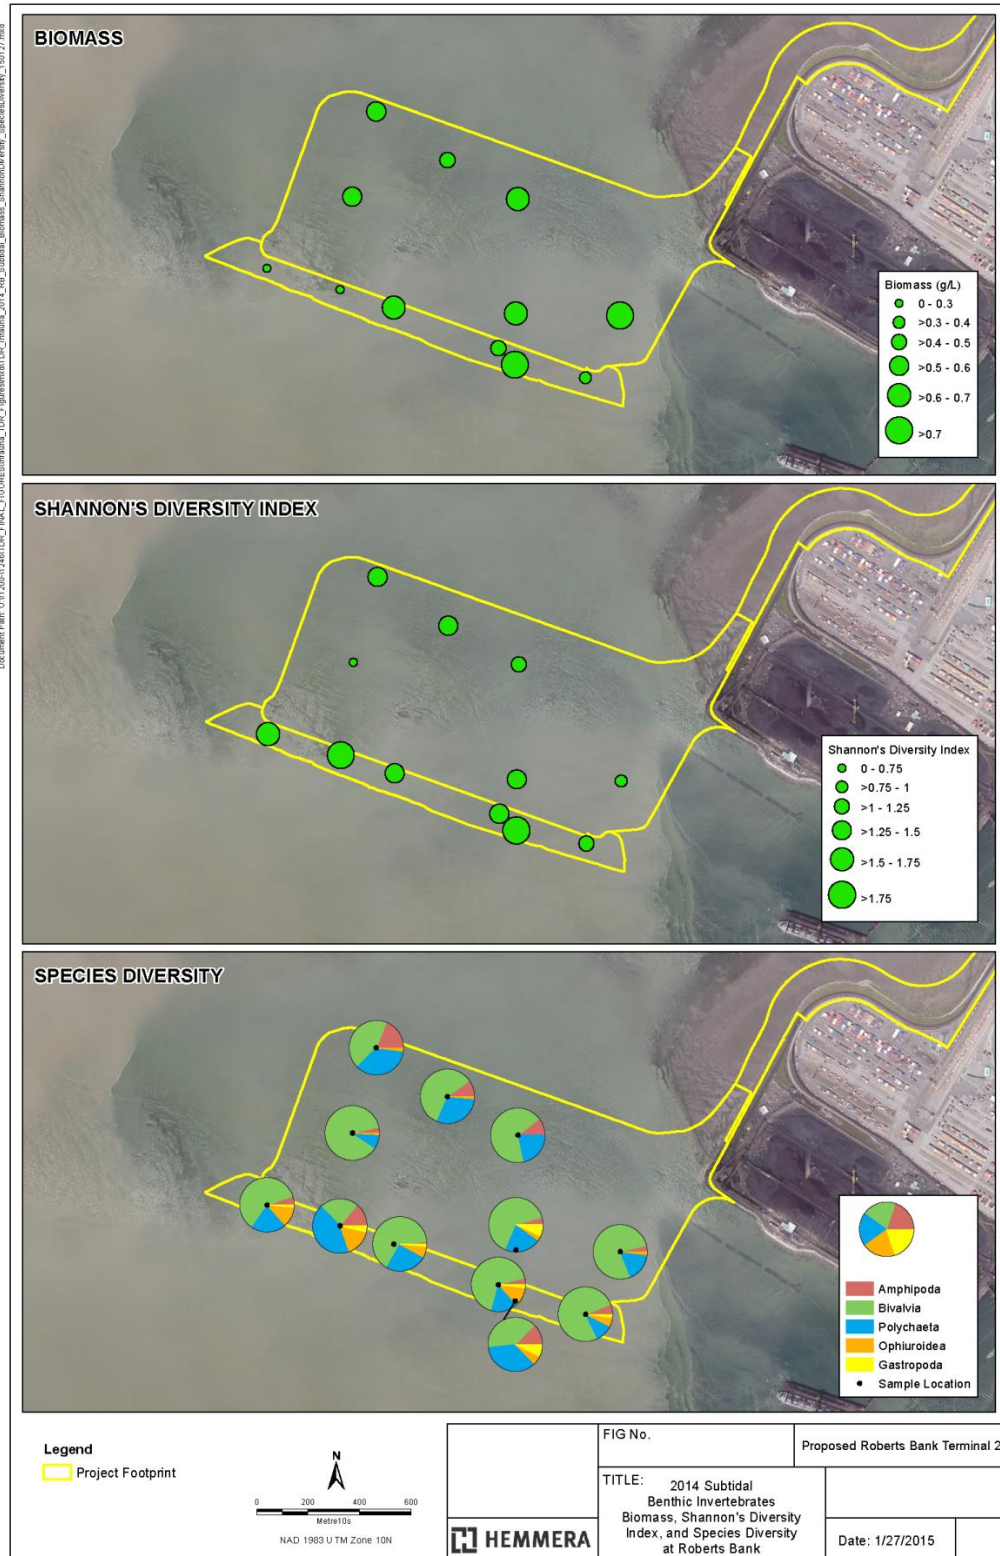 BIOMASS
Biomass (g/L)
0 - 0.3
>0.3 - 0.4
>0.4 - 0.5
>0.5 - 0.6
>0.6 - 0.7
>0.7
SHANNON'S DIVERSITY INDEX
Shannon's Diversity Index
0 - 0.75
>0.75 - 1
>1 - 1.25
>1.25 - 1.5
>1.5 - 1.75
>1.75
SPECIES DIVERSITY
Amphipoda
Bivalvia
Polychaeta
Ophiuroidea
Gastropoda
Sample Location
Legend
Project Footprint
N
0 200 400 600
Metre10s
NAD 1983 UTM Zone 10N
HEMMERA
FIG No.
Proposed Roberts Bank Terminal 2
TITLE:
2014 Subtidal
Benthic Invertebrates
Biomass, Shannon's Diversity
Index, and Species Diversity
at Roberts Bank
Date: 1/27/2015